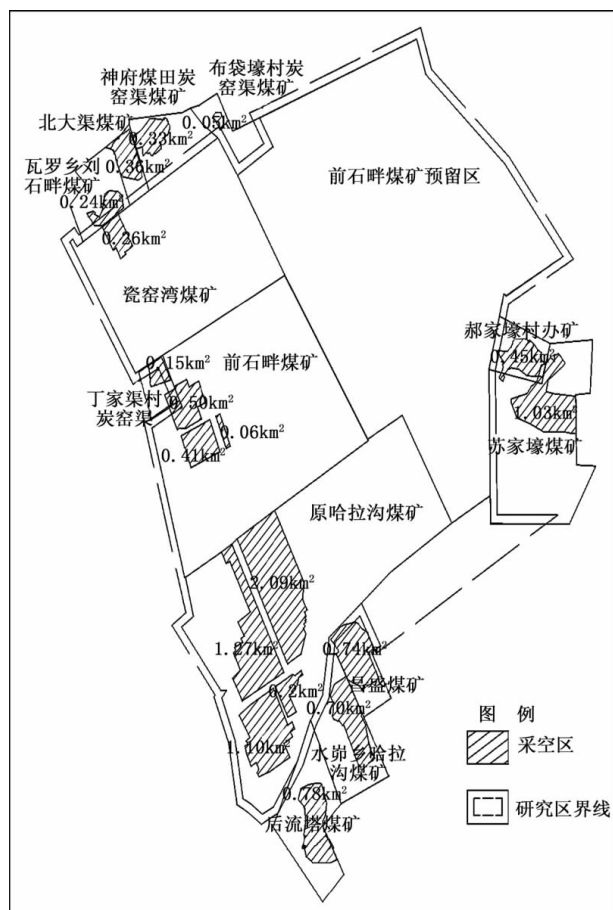 神府煤田炭
窑渠煤矿
布袋壕村炭
窑渠煤矿
0.05km²
北大渠煤矿
0.33km²
0.36km²
瓦罗乡刘
石畔煤矿
0.24km²
0.26km²
前石畔煤矿预留区
瓷窑湾煤矿
郝家壕村办矿
0.45km²
1.03km²
苏家壕煤矿
0.15km²
前石畔煤矿
丁家渠村
炭窑渠
0.50km²
0.06km²
0.41km²
原哈拉沟煤矿
2.09km²
1.27km²
0.74km²
昌盛煤矿
0.2km²
0.70km²
1.10km²
水峁乡哈拉
沟煤矿
0.78km²
后流塔煤矿
图 例
采空区
研究区界线